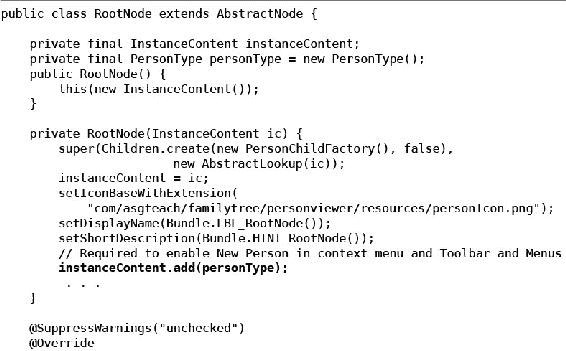 public class RootNode extends AbstractNode {
private final InstanceContent instanceContent;
private final PersonType personType = new PersonType();
public RootNode() {
this(new InstanceContent());
}
private RootNode(InstanceContent ic) {
super(Children.create(new PersonChildFactory(), false),
new AbstractLookup(ic));
instanceContent = ic;
setIconBaseWithExtension(
"com/asgteach/familytree/personviewer/resources/personIcon.png");
setDisplayName(Bundle.LBL_RootNode());
setShortDescription(Bundle.HINT_RootNode());
// Required to enable New Person in context menu and Toolbar and Menus
instanceContent.add(personType);
. . .
}
@SuppressWarnings("unchecked")
@Override